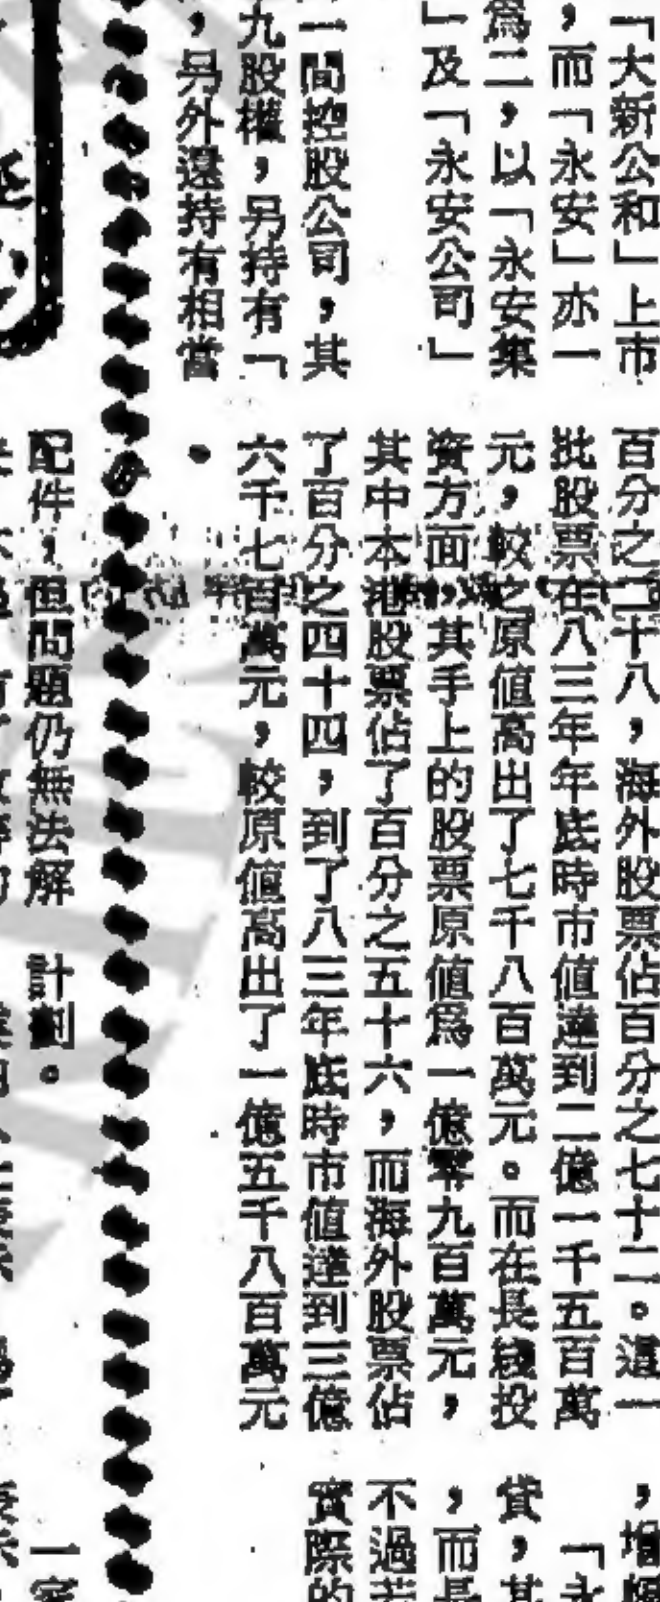 「大新公和」上市
，而「永安」亦一
爲二，以「永安集
」及「永安公司」
一間控股公司，其
九股權，另持有「
，另外還持有相當
百分之二十八，海外股票佔百分之七十二。這一
批股票在八三年年底時市值達到二億一千五百萬
元，較之原值高出了七千八百萬元。而在長綫投
資方面，其手上的股票原值爲一億零九百萬元，
其中本港股票佔了百分之五十六，而海外股票佔
了百分之四十四，到了八三年底時市值達到三億
六千七百萬元，較原值高出了一億五千八百萬元
。
，增
「永
貸，其
，而長
不過若
實際的
配件，但問題仍無法解
計劃。
一家